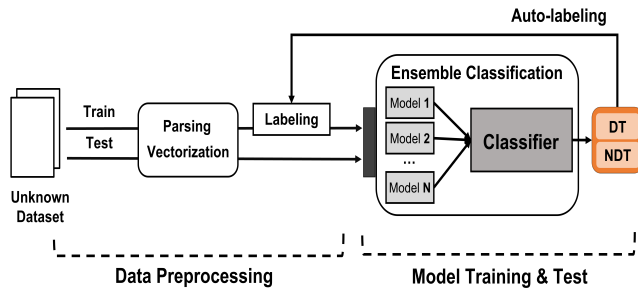 Auto-labeling
Ensemble Classification
Train
Test
Parsing
Vectorization
Labeling
Model 1
Model 2
...
Model N
Classifier
DT
NDT
Unknown
Dataset
Data Preprocessing
Model Training & Test